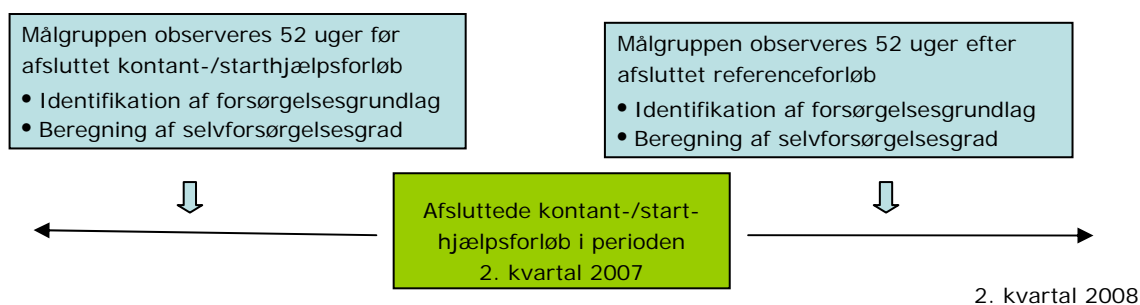 Målgruppen observeres 52 uger før
afsluttet kontant-/starthjælpsforløb
• Identifikation af forsørgelsesgrundlag
• Beregning af selvforsørgelsesgrad
Målgruppen observeres 52 uger efter
afsluttet referenceforløb
• Identifikation af forsørgelsesgrundlag
• Beregning af selvforsørgelsesgrad
Afsluttede kontant-/start-
hjælpsforløb i perioden
2. kvartal 2007
2. kvartal 2008